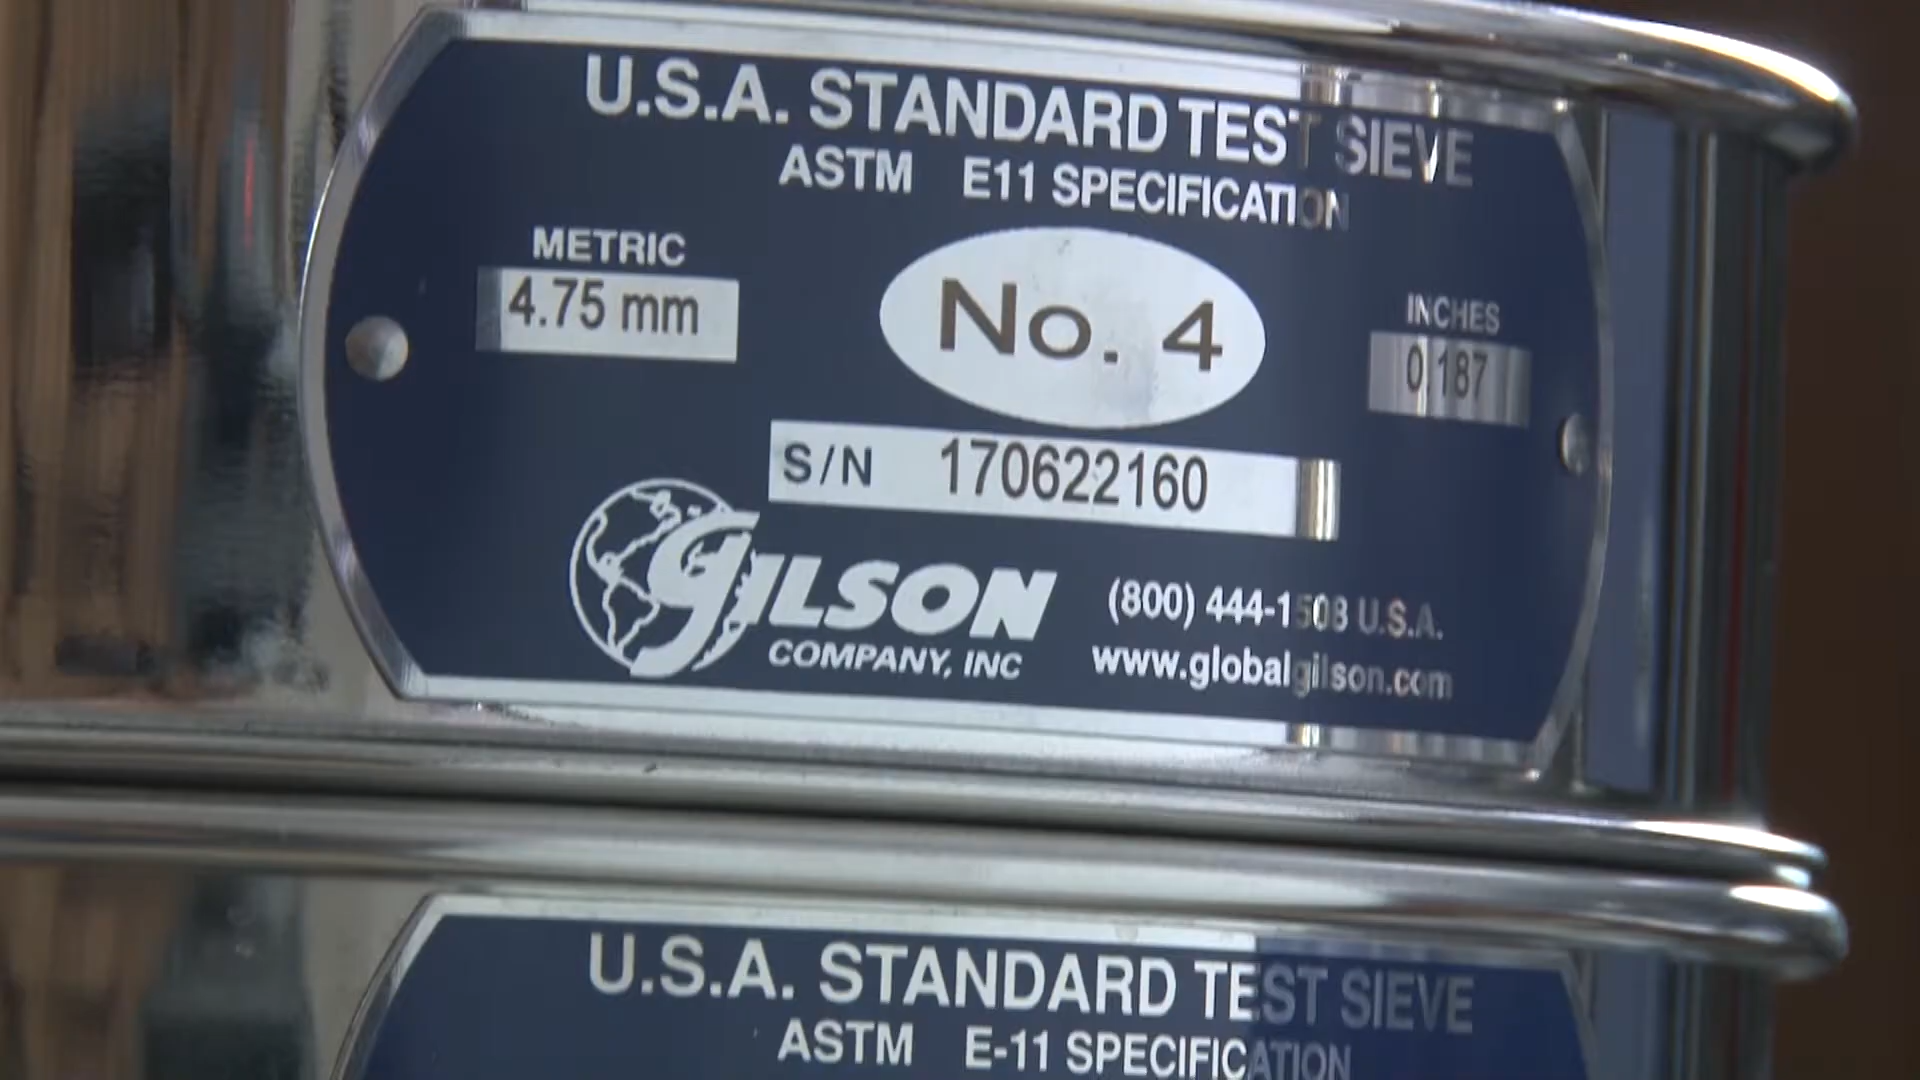 U.S.A. STANDARD TEST SIEVE
ASTM E11 SPECIFICATION
METRIC
4.75 mm
No. 4
INCHES
0.187
S/N 170622160
GILSON
COMPANY, INC
(800) 444-1508 U.S.A.
www.globalgilson.com
U.S.A. STANDARD TEST SIEVE
ASTM E-11 SPECIFICATION